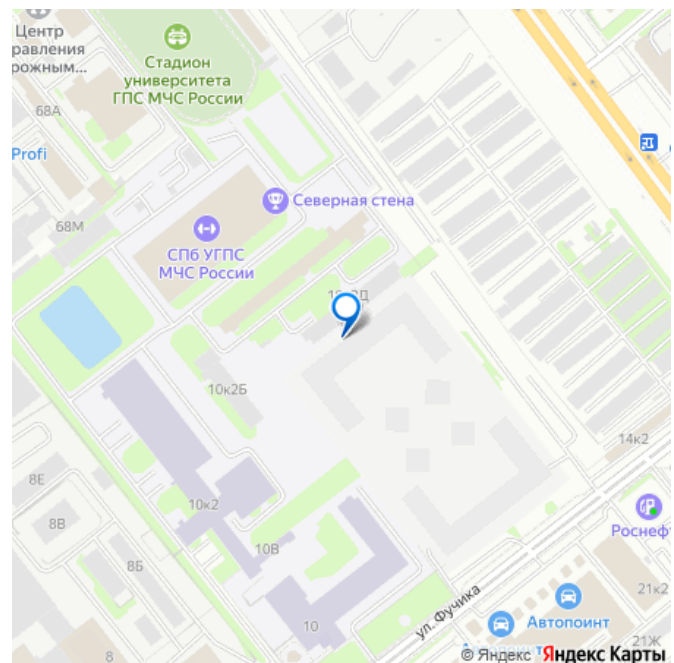 Центр
равления
рожным...
Стадион
университета
ГПС МЧС России
68А
Profi
68М
Северная стена
СПб УГПС
МЧС России
10к2Б
14к2
8Е
10к2
8В
10В
8Б
Роснефт
ул. Фучика
21к2
Автопоинт
10
21Ж
8
© Яндекс Яндекс Карты